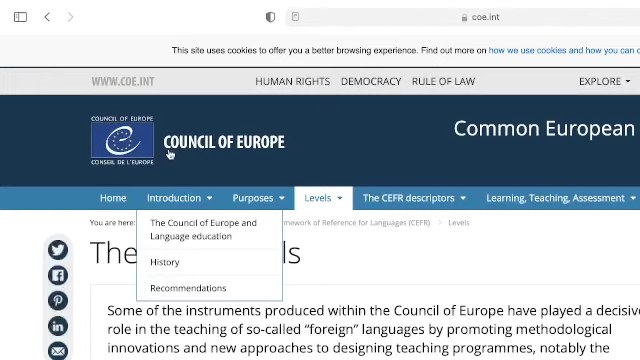 coe.int
This site uses cookies to offer you a better browsing experience. Find out more on how we use cookies and how you can
WWW.COE.INT
HUMAN RIGHTS DEMOCRACY RULE OF LAW EXPLORE
COUNCIL OF EUROPE
CONSEIL DE L'EUROPE
COUNCIL OF EUROPE
Common European
Home Introduction Purposes Levels The CEFR descriptors Learning, Teaching, Assessment
You are here: mework of Reference for Languages (CEFR) > Levels
The Council of Europe and
Language education
History
Recommendations
The ls
Some of the instruments produced within the Council of Europe have played a decisive
role in the teaching of so-called “foreign” languages by promoting methodological
innovations and new approaches to designing teaching programmes, notably the